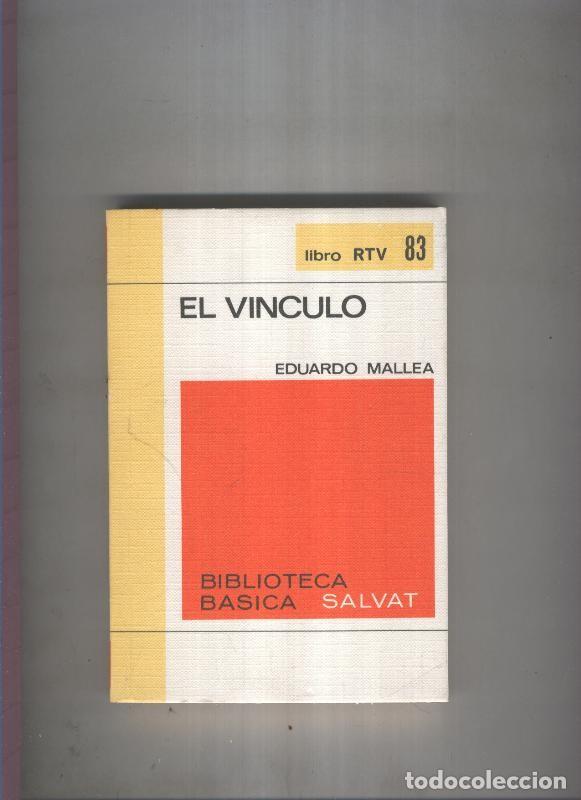 libro RTV 83
EL VINCULO
EDUARDO MALLEA
BIBLIOTECA
BASICA SALVAT
todocoleccion